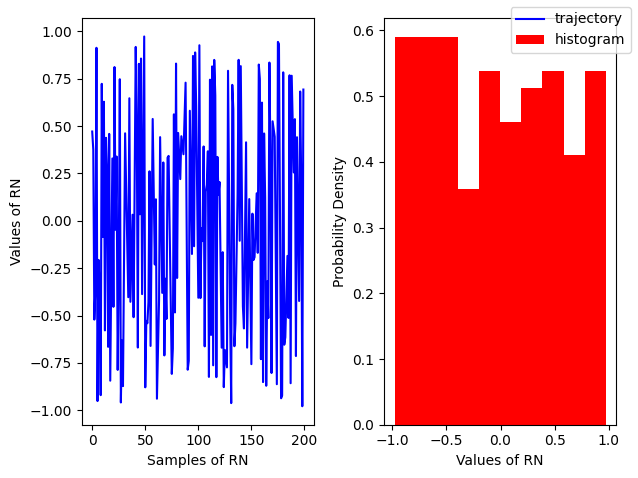 1.00
0.75
0.50
0.25
0.00
−0.25
−0.50
−0.75
−1.00
Values of RN
0 50 100 150 200
Samples of RN
trajectory
histogram
0.6
0.5
0.4
0.3
0.2
0.1
0.0
Probability Density
−1.0 −0.5 0.0 0.5 1.0
Values of RN